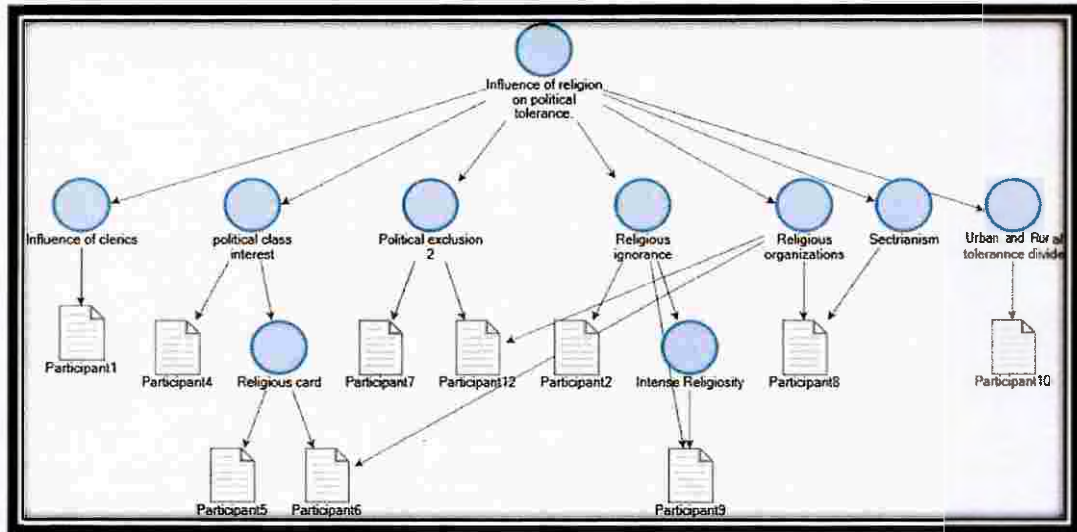 Influence of religion
on political
tolerance.
Influence of clerics
political class
interest
Political exclusion
2
Religious
ignorance
Religious
organizations
Sectrianism
Urban and Rural
tolerannce divide
Participant1
Participant4
Religious card
Participant7
Participant12
Participant2
Intense Religiosity
Participant8
Participant10
Participant5
Participant6
Participant9